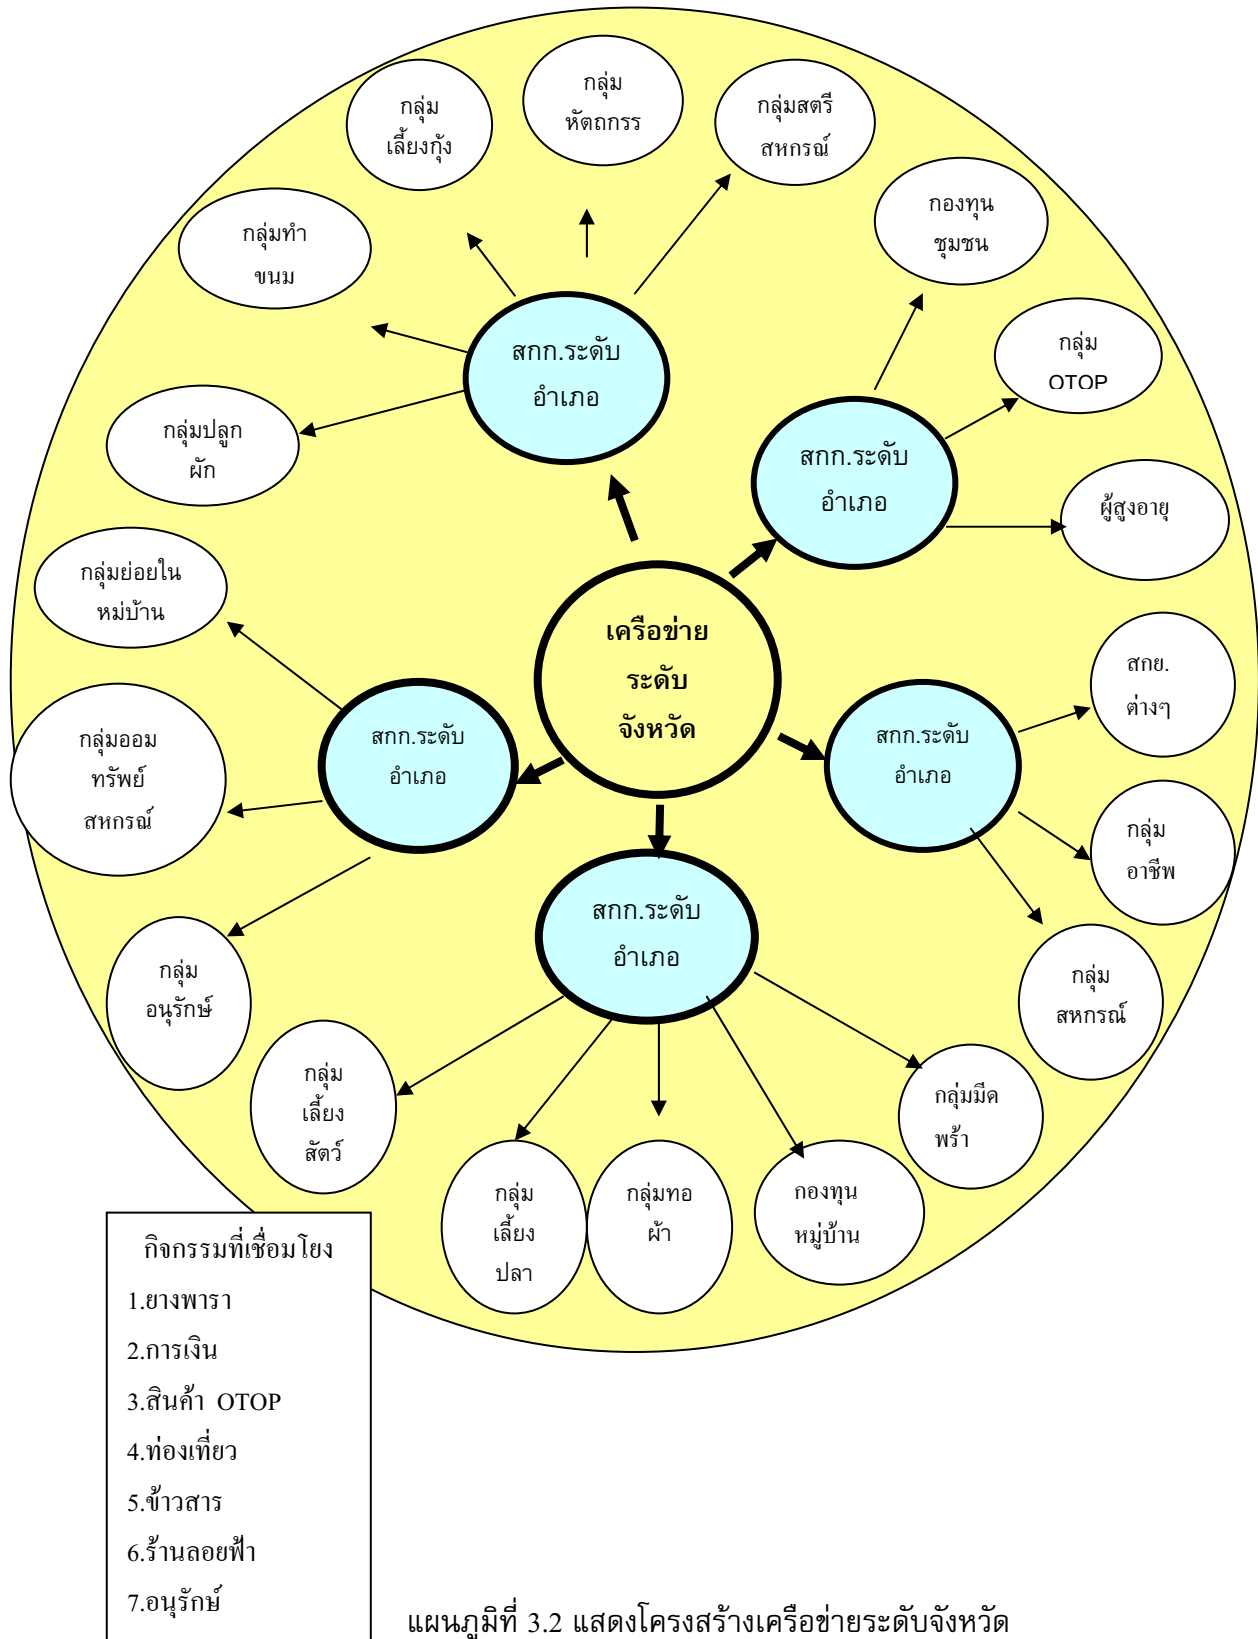 กลุ่ม
เลี้ยงกุ้ง
กลุ่ม
หัตถกรร
กลุ่มสตรี
สหกรณ์
กลุ่มทำ
ขนม
กองทุน
ชุมชน
สกก.ระดับ
อำเภอ
กลุ่ม
OTOP
กลุ่มปลูก
ผัก
สกก.ระดับ
อำเภอ
ผู้สูงอายุ
กลุ่มย่อยใน
หมู่บ้าน
เครือข่าย
ระดับ
จังหวัด
สกย.
ต่างๆ
กลุ่มออม
ทรัพย์
สหกรณ์
สกก.ระดับ
อำเภอ
สกก.ระดับ
อำเภอ
กลุ่ม
อาชีพ
สกก.ระดับ
อำเภอ
กลุ่ม
อนุรักษ์
กลุ่ม
สหกรณ์
กลุ่ม
เลี้ยง
สัตว์
กลุ่มมีด
พร้า
กลุ่ม
เลี้ยง
ปลา
กลุ่มทอ
ผ้า
กองทุน
หมู่บ้าน
กิจกรรมที่เชื่อมโยง
1.ยางพารา
2.การเงิน
3.สินค้า OTOP
4.ท่องเที่ยว
5.ข้าวสาร
6.ร้านลอยฟ้า
7.อนุรักษ์
แผนภูมิที่ 3.2 แสดงโครงสร้างเครือข่ายระดับจังหวัด